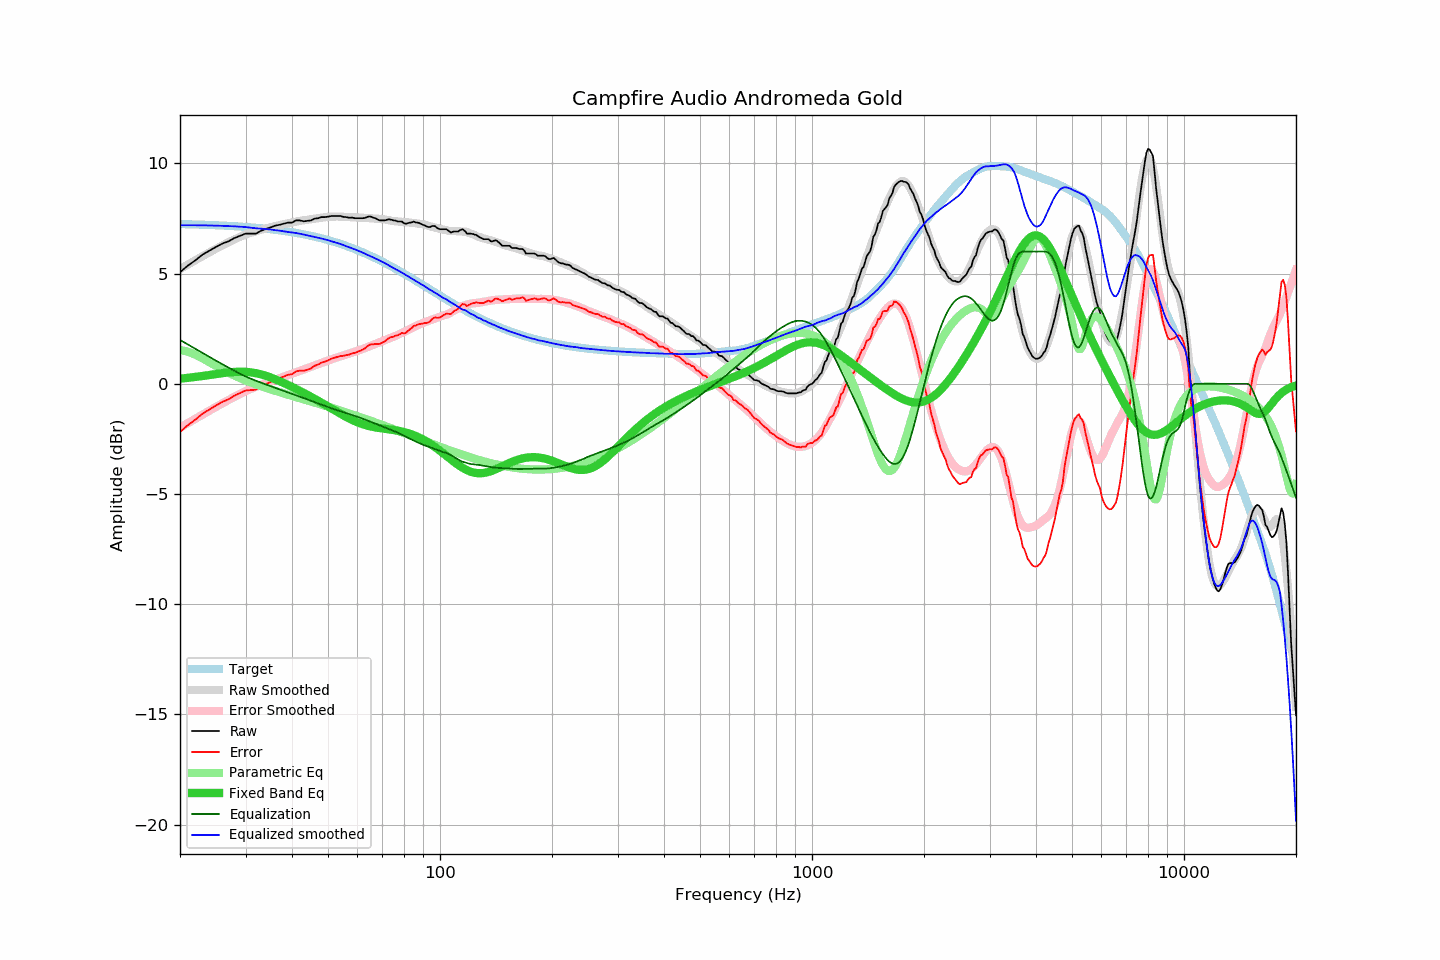 Campfire Audio Andromeda Gold
10
5
0
−5
−10
−15
−20
Amplitude (dBr)
Target
Raw Smoothed
Error Smoothed
Raw
Error
Parametric Eq
Fixed Band Eq
Equalization
Equalized smoothed
100 1000 10000
Frequency (Hz)